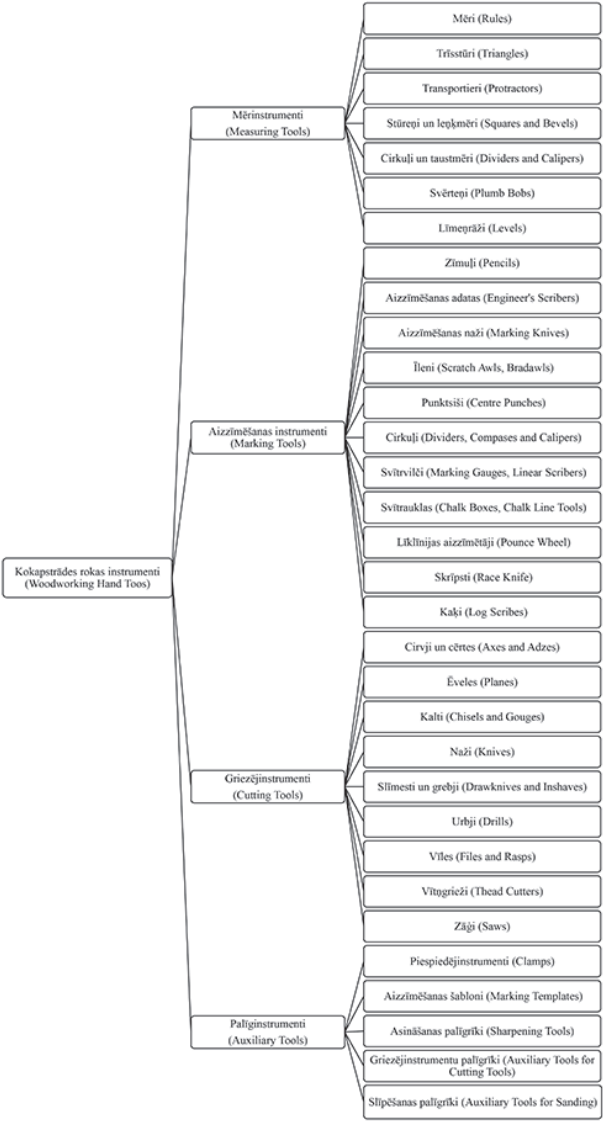 Kokapstrādes rokas instrumenti
(Woodworking Hand Toos)
Mērinstrumenti
(Measuring Tools)
Mēri (Rules)
Trīsstūri (Triangles)
Transportieri (Protractors)
Stūreņi un leņķmēri (Squares and Bevels)
Cirkuļi un taustmēri (Dividers and Calipers)
Svērteņi (Plumb Bobs)
Līmeņrāži (Levels)
Aizzīmēšanas instrumenti
(Marking Tools)
Zīmuļi (Pencils)
Aizzīmēšanas adatas (Engineer's Scribers)
Aizzīmēšanas naži (Marking Knives)
Īleni (Scratch Awls, Bradawls)
Punktsiši (Centre Punches)
Cirkuļi (Dividers, Compases and Calipers)
Svītrvilči (Marking Gauges, Linear Scribers)
Svītrauklas (Chalk Boxes, Chalk Line Tools)
Līklīnijas aizzīmētāji (Pounce Wheel)
Skrīpsti (Race Knife)
Kaķi (Log Scribes)
Griezējinstrumenti
(Cutting Tools)
Cirvji un cērtes (Axes and Adzes)
Ēveles (Planes)
Kalti (Chisels and Gouges)
Naži (Knives)
Slīmesti un grebji (Drawknives and Inshaves)
Urbji (Drills)
Vīles (Files and Rasps)
Vītņgrieži (Thead Cutters)
Zāģi (Saws)
Palīginstrumenti
(Auxiliary Tools)
Piespiedējinstrumenti (Clamps)
Aizzīmēšanas šabloni (Marking Templates)
Asināšanas palīgrīki (Sharpening Tools)
Griezējinstrumentu palīgrīki (Auxiliary Tools for
Cutting Tools)
Slīpēšanas palīgrīki (Auxiliary Tools for Sanding)